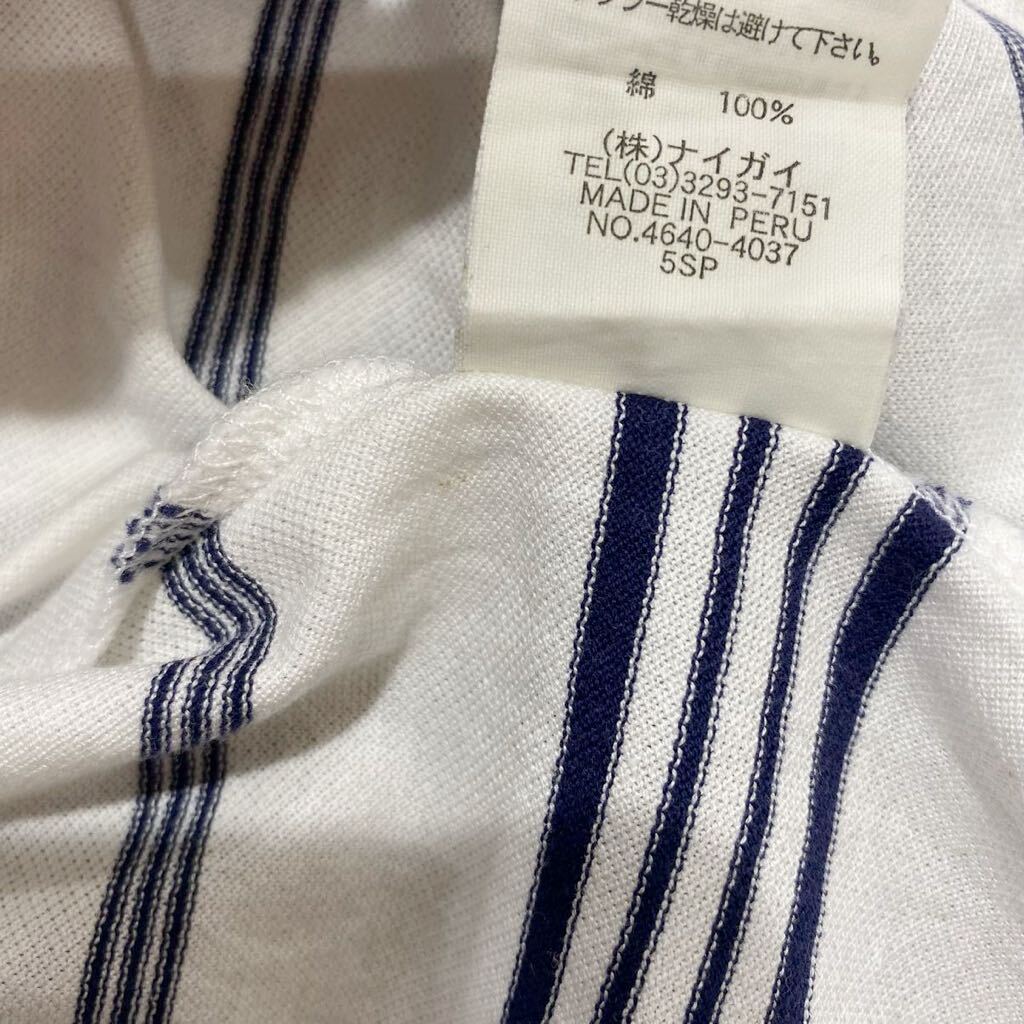 乾燥は避けて下さい。
綿 100%
(株)ナイガイ
TEL(03)3293-7151
MADE IN PERU
NO.4640-4037
5SP